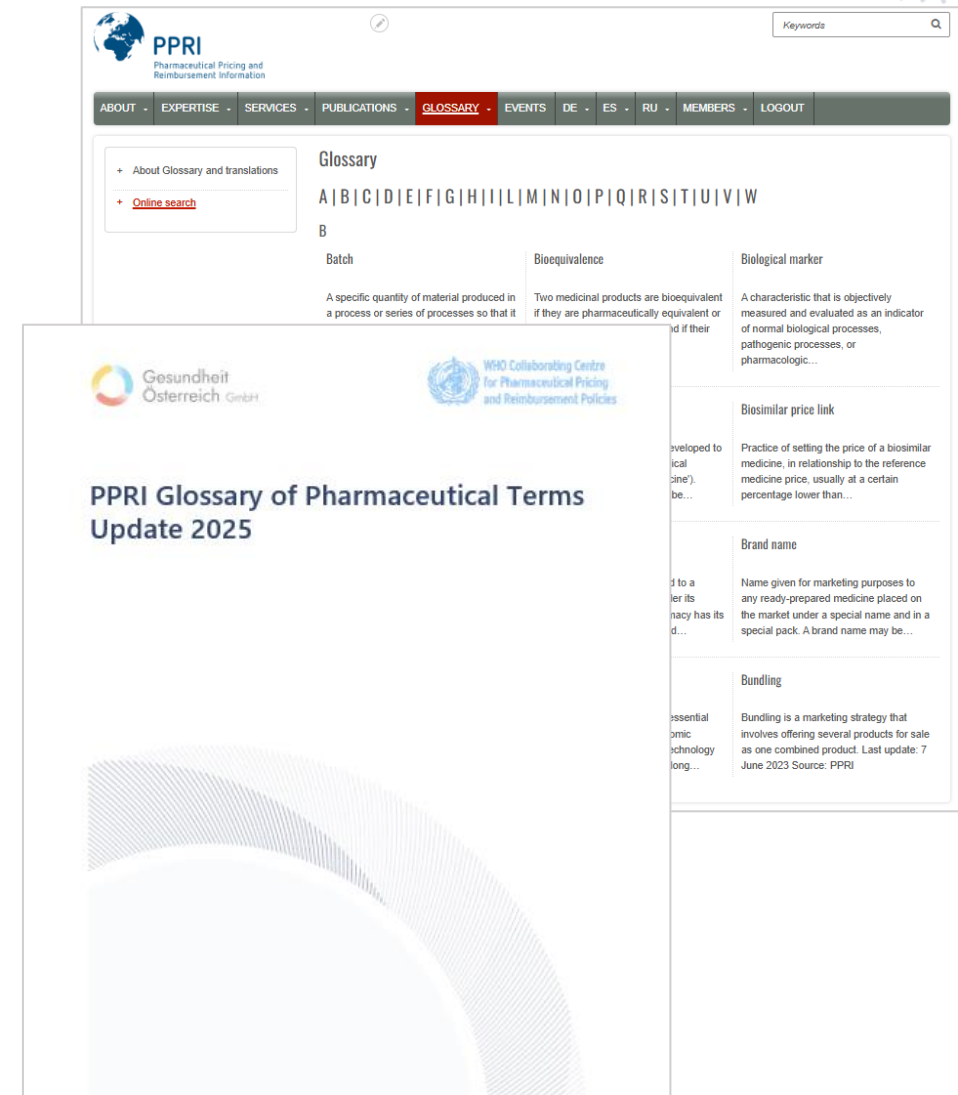 PPRI
Pharmaceutical Pricing and
Reimbursement Information
Keywords
ABOUT - EXPERTISE - SERVICES - PUBLICATIONS - GLOSSARY - EVENTS DE - ES - RU - MEMBERS - LOGOUT
+ About Glossary and translations
+ Online search
Glossary
A | B | C | D | E | F | G | H | I | L | M | N | O | P | Q | R | S | T | U | V | W
B
Batch
A specific quantity of material produced in
a process or series of processes so that it
Bioequivalence
Two medicinal products are bioequivalent
if they are pharmaceutically equivalent or
if their
Biological marker
A characteristic that is objectively
measured and evaluated as an indicator
of normal biological processes,
pathogenic processes, or
pharmacologic…
developed to
be…
Biosimilar price link
Practice of setting the price of a biosimilar
medicine, in relationship to the reference
medicine price, usually at a certain
percentage lower than…
to a
its
has its
Brand name
Name given for marketing purposes to
any ready-prepared medicine placed on
the market under a special name and in a
special pack. A brand name may be…
essential
Bundling
Bundling is a marketing strategy that
involves offering several products for sale
as one combined product. Last update: 7
June 2023 Source: PPRI
Gesundheit
Österreich GmbH
WHO Collaborating Centre
for Pharmaceutical Pricing
and Reimbursement Policies
PPRI Glossary of Pharmaceutical Terms
Update 2025